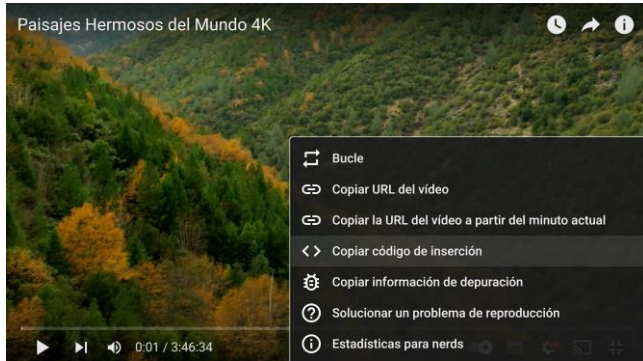 Paisajes Hermosos del Mundo 4K
Bucle
Copiar URL del vídeo
Copiar la URL del vídeo a partir del minuto actual
Copiar código de inserción
Copiar información de depuración
Solucionar un problema de reproducción
Estadísticas para nerds
0:01 / 3:46:34